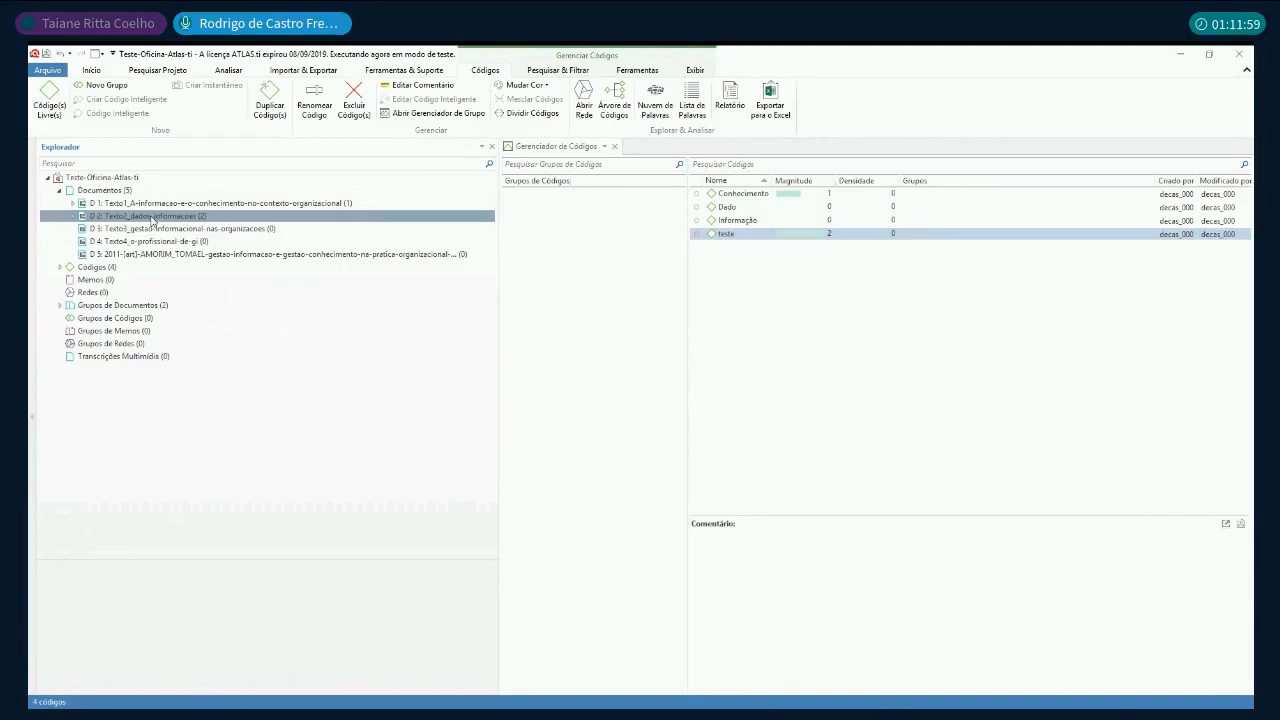 Taiane Ritta Coelho
Rodrigo de Castro Fre...
01:11:59
Teste-Oficina-Atlas-ti - A licença ATLAS.ti expirou 08/09/2019. Executando agora em modo de teste.
Gerenciar Códigos
Arquivo
Início
Pesquisar Projeto
Analisar
Importar & Exportar
Ferramentas & Suporte
Códigos
Pesquisar & Filtrar
Ferramentas
Exibir
Código(s) Livre(s)
Novo Grupo
Criar Código Inteligente
Código Inteligente
Criar Instantâneo
Duplicar Código(s)
Novo
Renomear Código
Excluir Código(s)
Editar Comentário
Editar Código Inteligente
Abrir Gerenciador de Grupo
Mudar Cor
Mesclar Códigos
Dividir Códigos
Gerenciar
Abrir Rede
Árvore de Códigos
Nuvem de Palavras
Lista de Palavras
Relatório
Exportar para o Excel
Explorar & Analisar
Explorador
Pesquisar
Teste-Oficina-Atlas-ti
Documentos (5)
D 1: Texto1_A-informacao-e-o-conhecimento-no-contexto-organizacional (1)
D 2: Texto2_dados-informacoes (2)
D 3: Texto3_gestao-informacional-nas-organizacoes (0)
D 4: Texto4_o-profissional-de-gi (0)
D 5: 2011-[art]-AMORIM_TOMAEL-gestao-informacao-e-gestao-conhecimento-na-pratica-organizacional-... (0)
Códigos (4)
Memos (0)
Redes (0)
Grupos de Documentos (2)
Grupos de Códigos (0)
Grupos de Memos (0)
Grupos de Redes (0)
Transcrições Multimídia (0)
Gerenciador de Códigos
Pesquisar Grupos de Códigos
Grupos de Códigos
Pesquisar Códigos
Nome Magnitude Densidade Grupos Criado por Modificado po
Conhecimento 1 0 decas_000 decas_000
Dado 0 0 decas_000 decas_000
Informação 0 0 decas_000 decas_000
teste 2 0 decas_000 decas_000
Comentário:
4 códigos